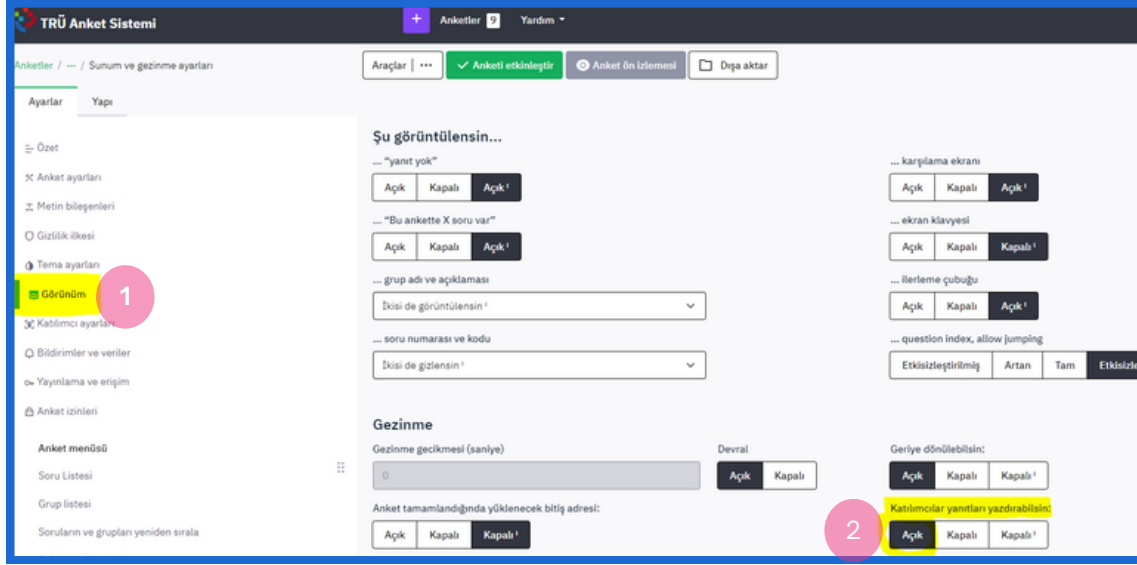 TRÜ Anket Sistemi
+ Anketler 9 Yardım
Anketler / ··· / Sunum ve gezinme ayarları
Araçlar | ··· Anketi etkinleştir Anket ön izlemesi Dışa aktar
Ayarlar Yapı
Özet
Anket ayarları
Metin bileşenleri
Gizlilik ilkesi
Tema ayarları
Görünüm 1
Katılımcı ayarları
Bildirimler ve veriler
Yayınlama ve erişim
Anket izinleri
Anket menüsü
Soru Listesi
Grup listesi
Soruların ve grupları yeniden sırala
Şu görüntülensin...
... "yanıt yok"
Açık Kapalı Açık ᴵ
... "Bu ankette X soru var"
Açık Kapalı Açık ᴵ
... grup adı ve açıklaması
İkisi de görüntülensin ᴵ
... soru numarası ve kodu
İkisi de gizlensin ᴵ
... karşılama ekranı
Açık Kapalı Açık ᴵ
... ekran klavyesi
Açık Kapalı Kapalı ᴵ
... ilerleme çubuğu
Açık Kapalı Açık ᴵ
... question index, allow jumping
Etkisizleştirilmiş Artan Tam Etkisizle
Gezinme
Gezinme gecikmesi (saniye)
0
Devral
Açık Kapalı
Geriye dönülebilsin:
Açık Kapalı Kapalı ᴵ
Anket tamamlandığında yüklenecek bitiş adresi:
Açık Kapalı Kapalı ᴵ
Katılımcılar yanıtları yazdırabilsin:
2 Açık Kapalı Kapalı ᴵ